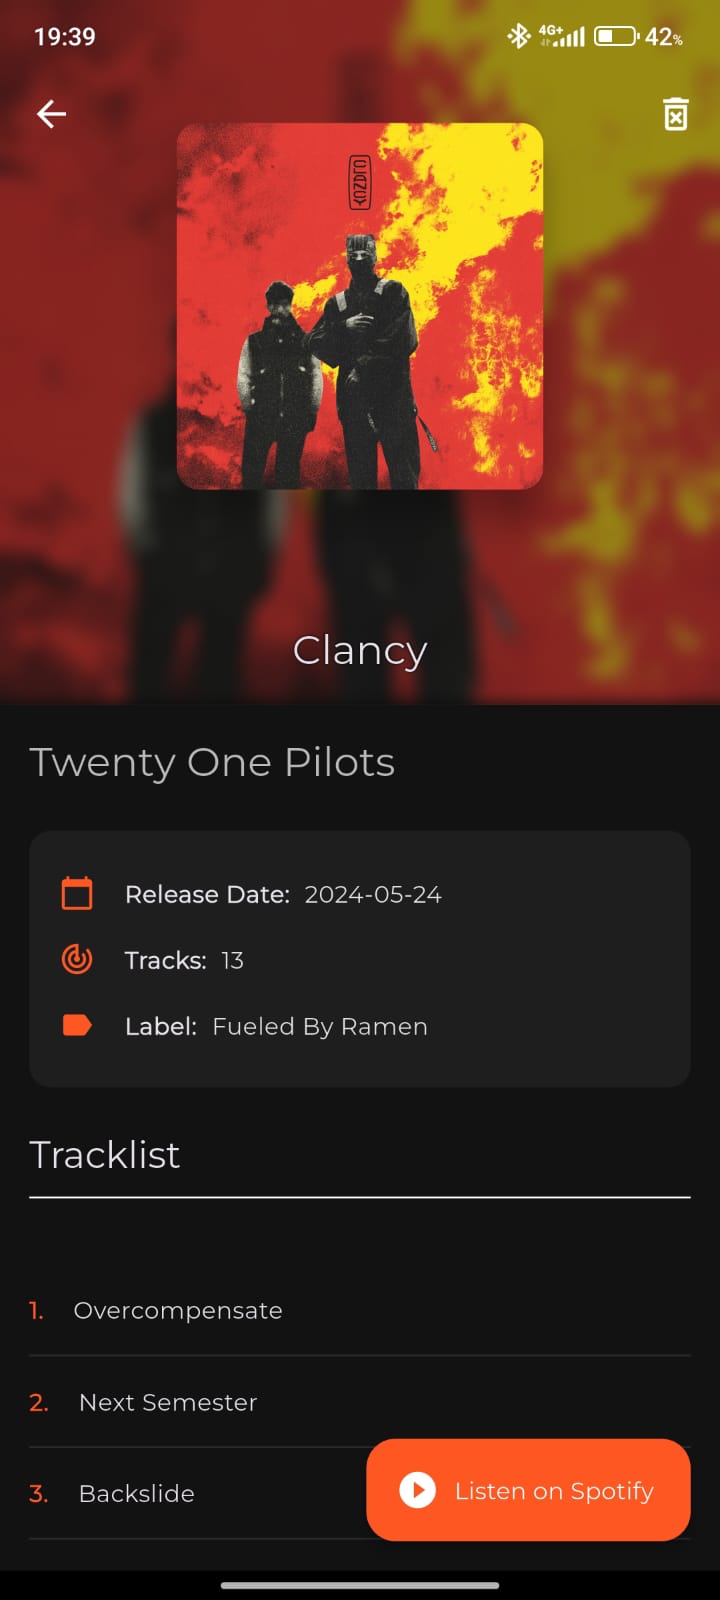 19:39
4G+
42%
Clancy
Twenty One Pilots
Release Date: 2024-05-24
Tracks: 13
Label: Fueled By Ramen
Tracklist
1. Overcompensate
2. Next Semester
3. Backslide
Listen on Spotify